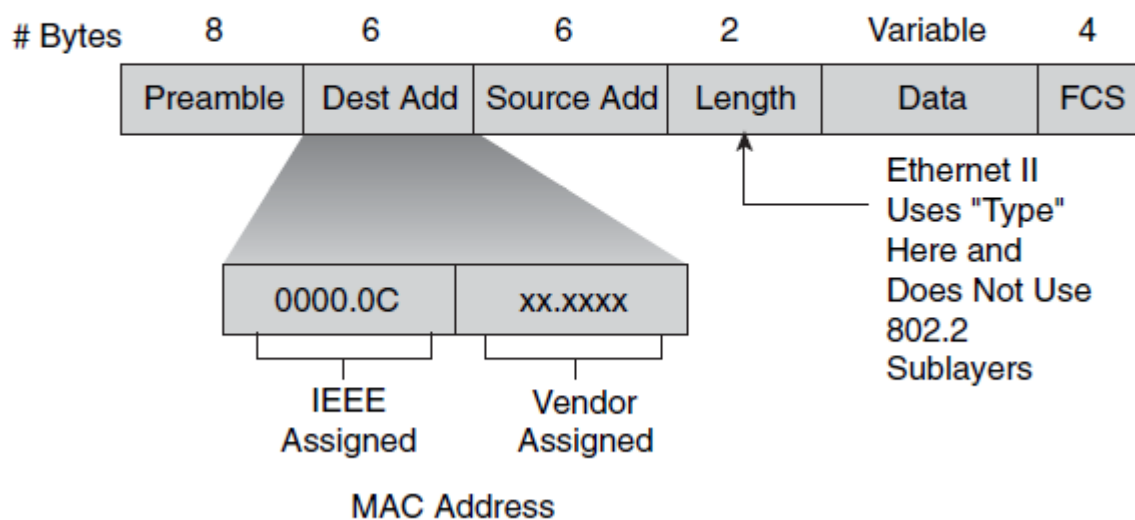 # Bytes 8 6 6 2 Variable 4
Preamble Dest Add Source Add Length Data FCS
Ethernet II
Uses "Type"
Here and
Does Not Use
802.2
Sublayers
0000.0C xx.xxxx
IEEE
Assigned
Vendor
Assigned
MAC Address